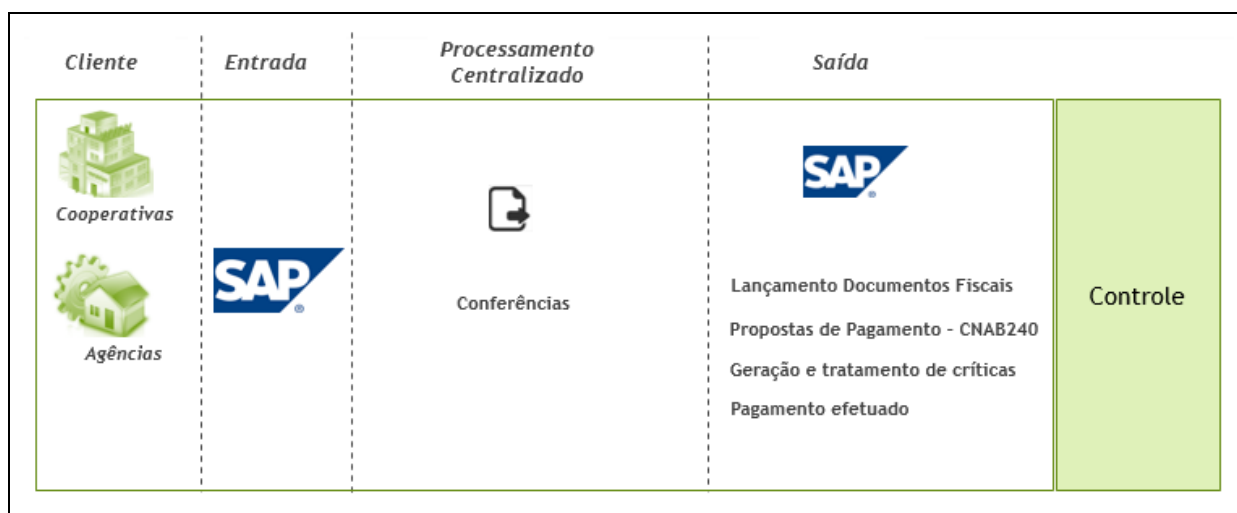 Cliente
Entrada
Processamento
Centralizado
Saída
Cooperativas
Agências
SAP
®
Conferências
SAP
®
Lançamento Documentos Fiscais
Propostas de Pagamento - CNAB240
Geração e tratamento de críticas
Pagamento efetuado
Controle